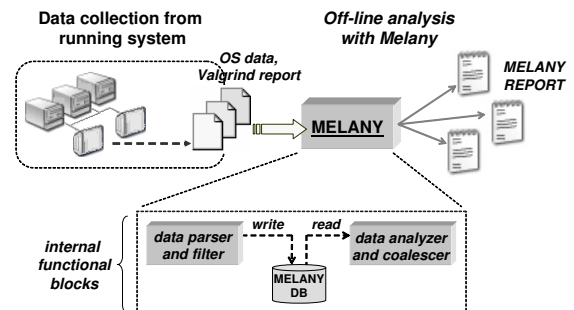 Data collection from
running system
Off-line analysis
with Melany
OS data,
Valgrind report
MELANY
REPORT
MELANY
internal
functional
blocks
data parser
and filter
write
read
data analyzer
and coalescer
MELANY
DB